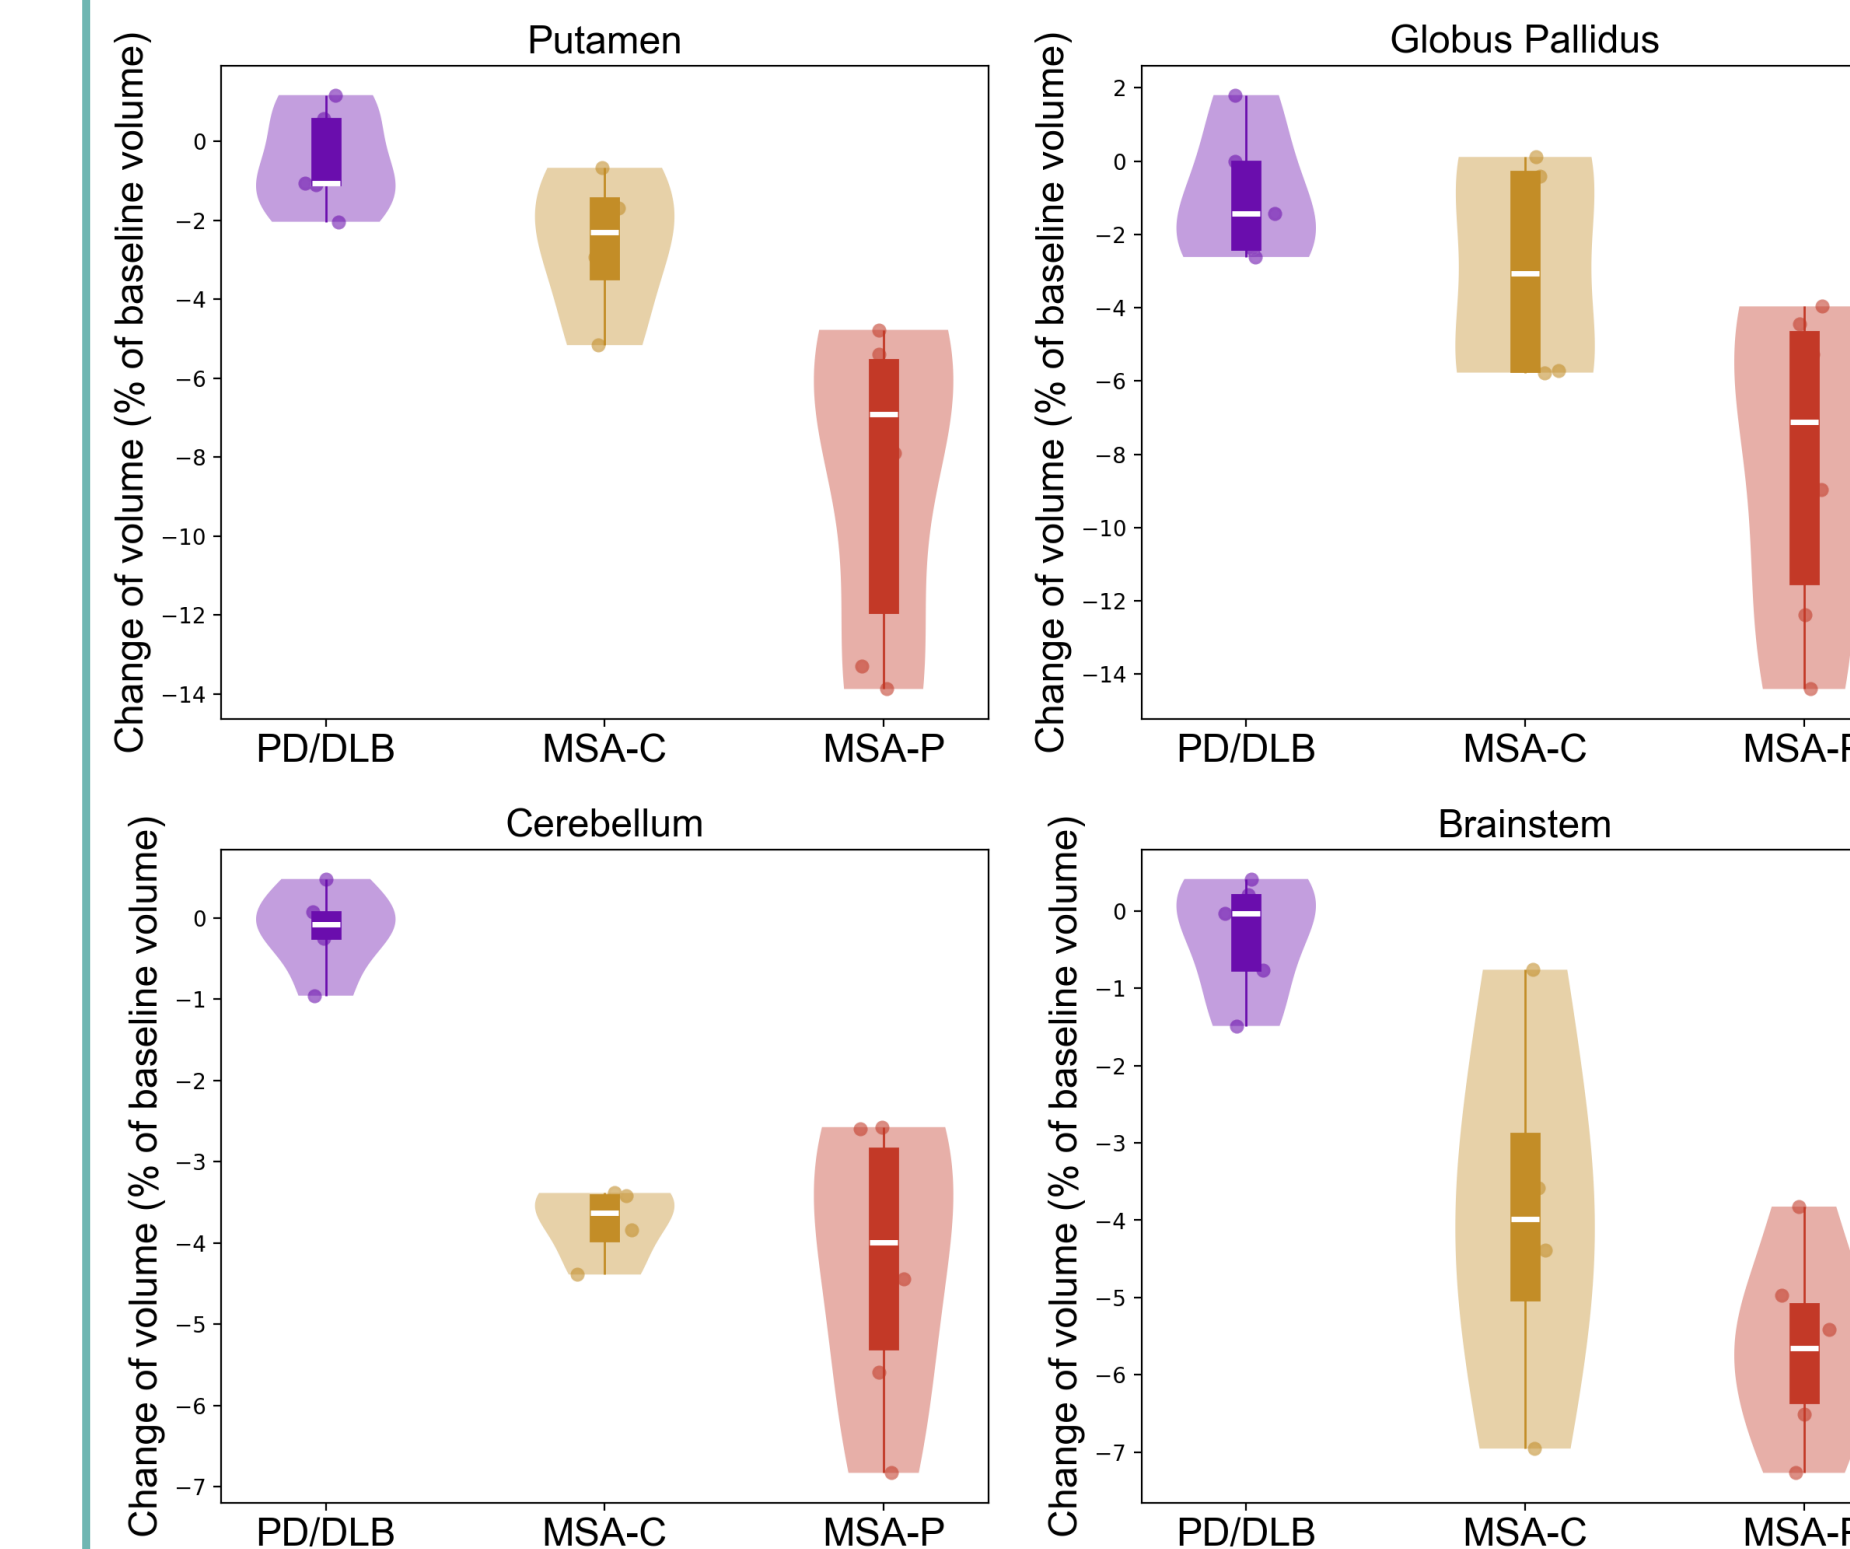 Putamen
Change of volume (% of baseline volume)
0
−2
−4
−6
−8
−10
−12
−14
PD/DLB MSA-C MSA-P
Globus Pallidus
Change of volume (% of baseline volume)
2
0
−2
−4
−6
−8
−10
−12
−14
PD/DLB MSA-C MSA-P
Cerebellum
Change of volume (% of baseline volume)
0
−1
−2
−3
−4
−5
−6
−7
PD/DLB MSA-C MSA-P
Brainstem
Change of volume (% of baseline volume)
0
−1
−2
−3
−4
−5
−6
−7
PD/DLB MSA-C MSA-P